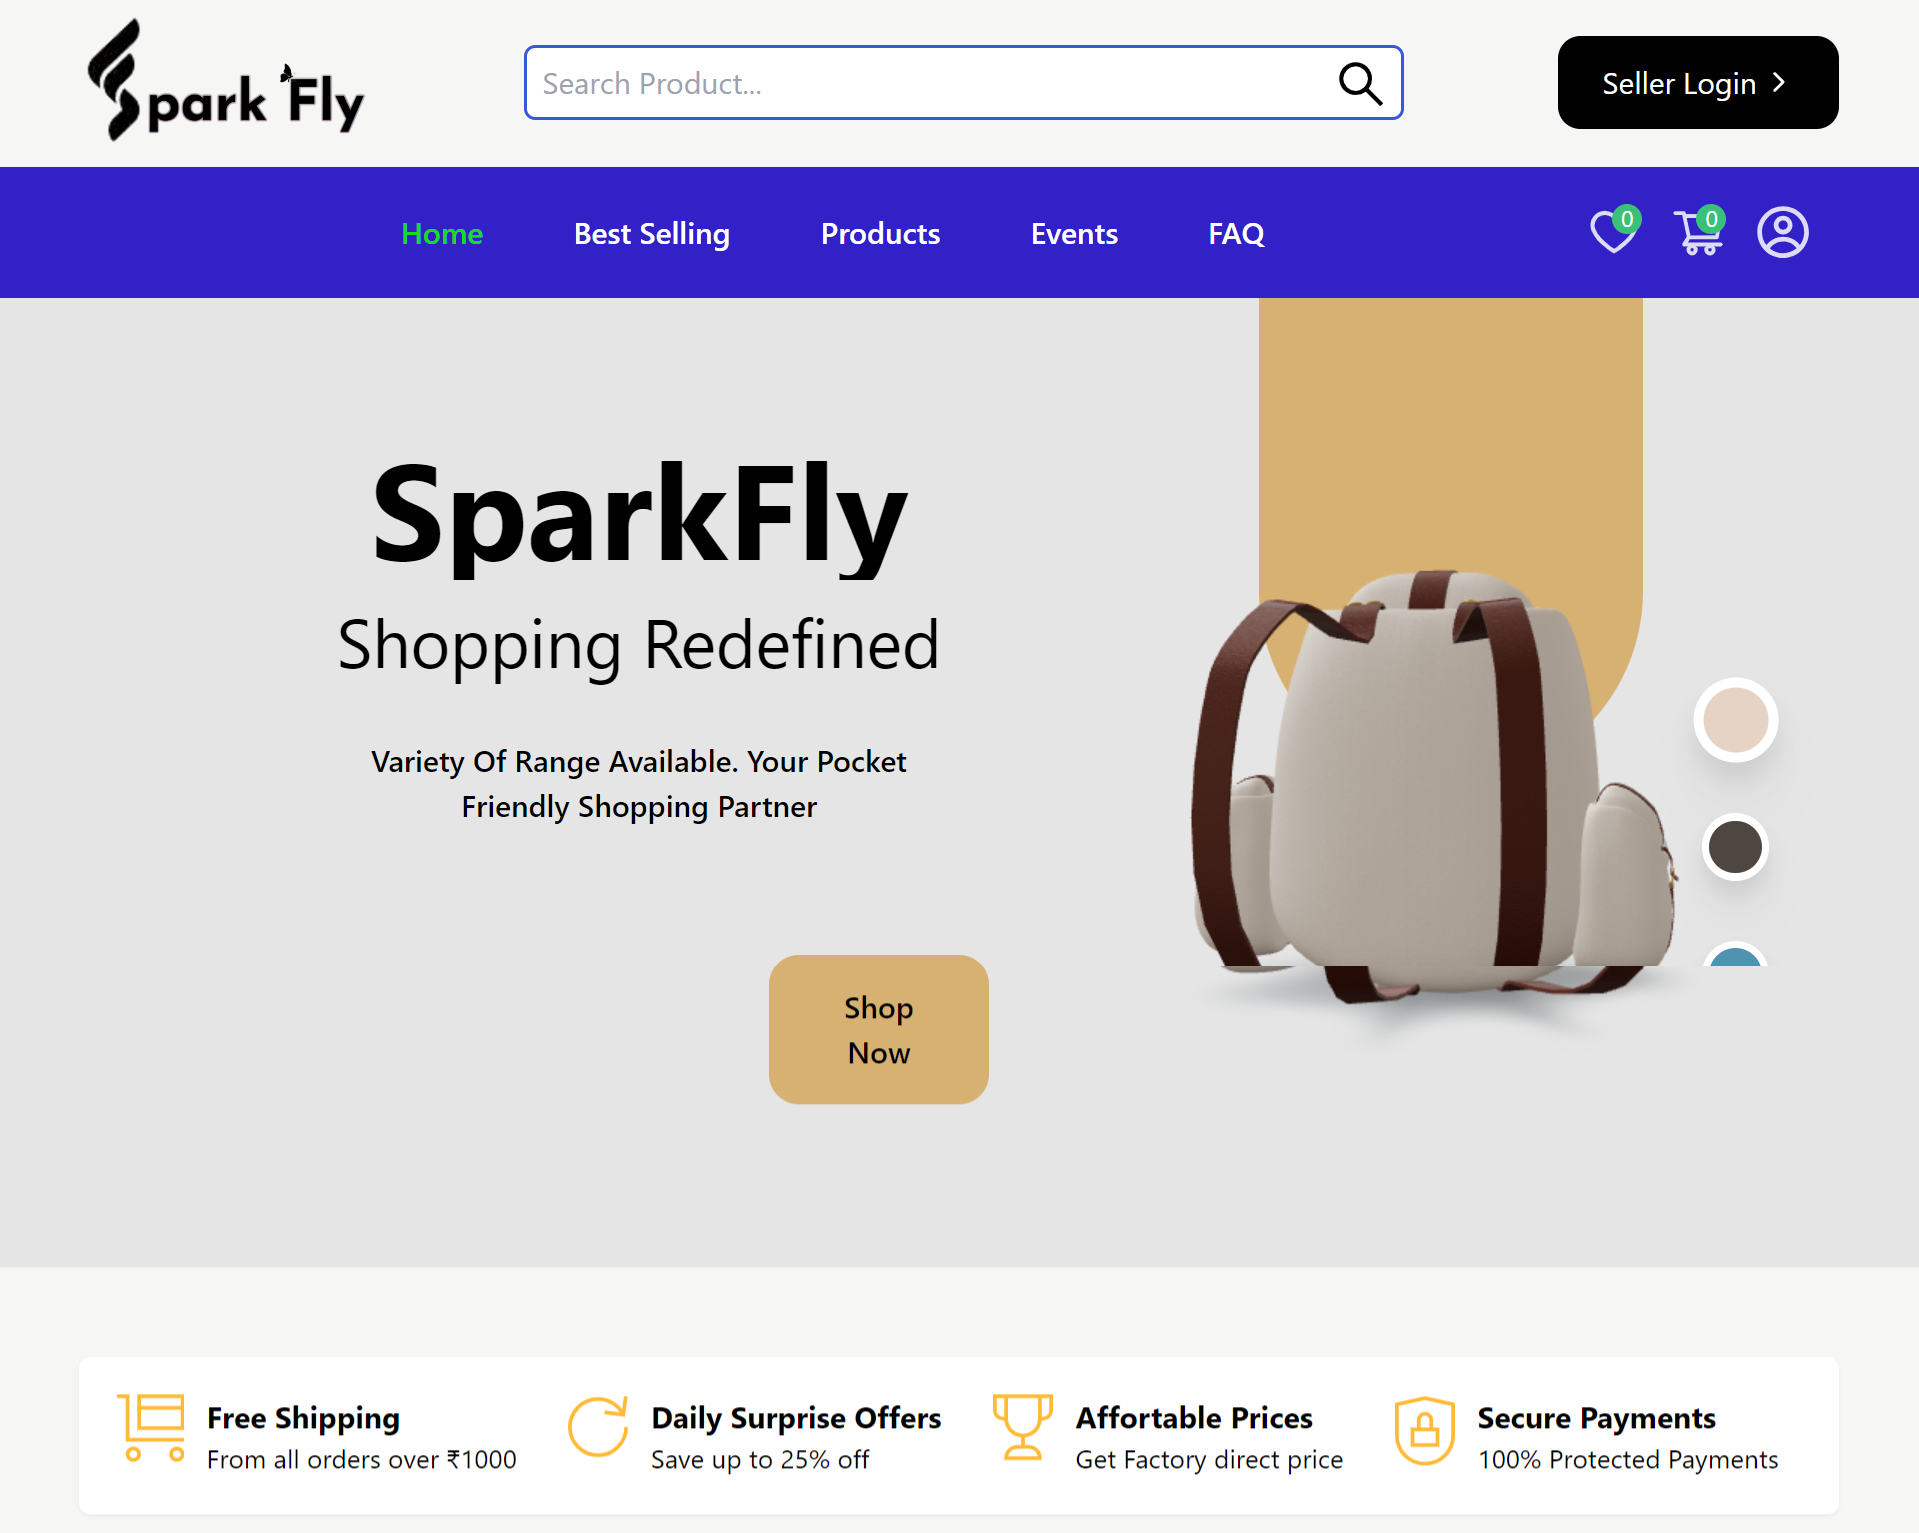 Spark Fly
Search Product...
Seller Login
Home
Best Selling
Products
Events
FAQ
0
0
SparkFly
Shopping Redefined
Variety Of Range Available. Your Pocket
Friendly Shopping Partner
Shop
Now
Free Shipping
From all orders over ₹1000
Daily Surprise Offers
Save up to 25% off
Affortable Prices
Get Factory direct price
Secure Payments
100% Protected Payments